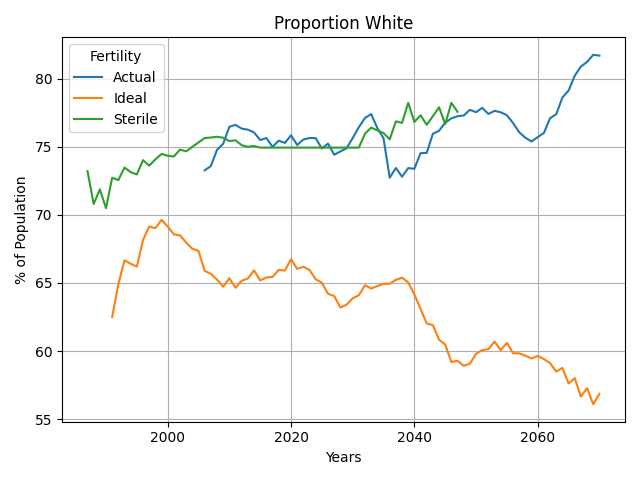 Proportion White
Fertility
Actual
Ideal
Sterile
% of Population
80
75
70
65
60
55
2000
2020
2040
2060
Years